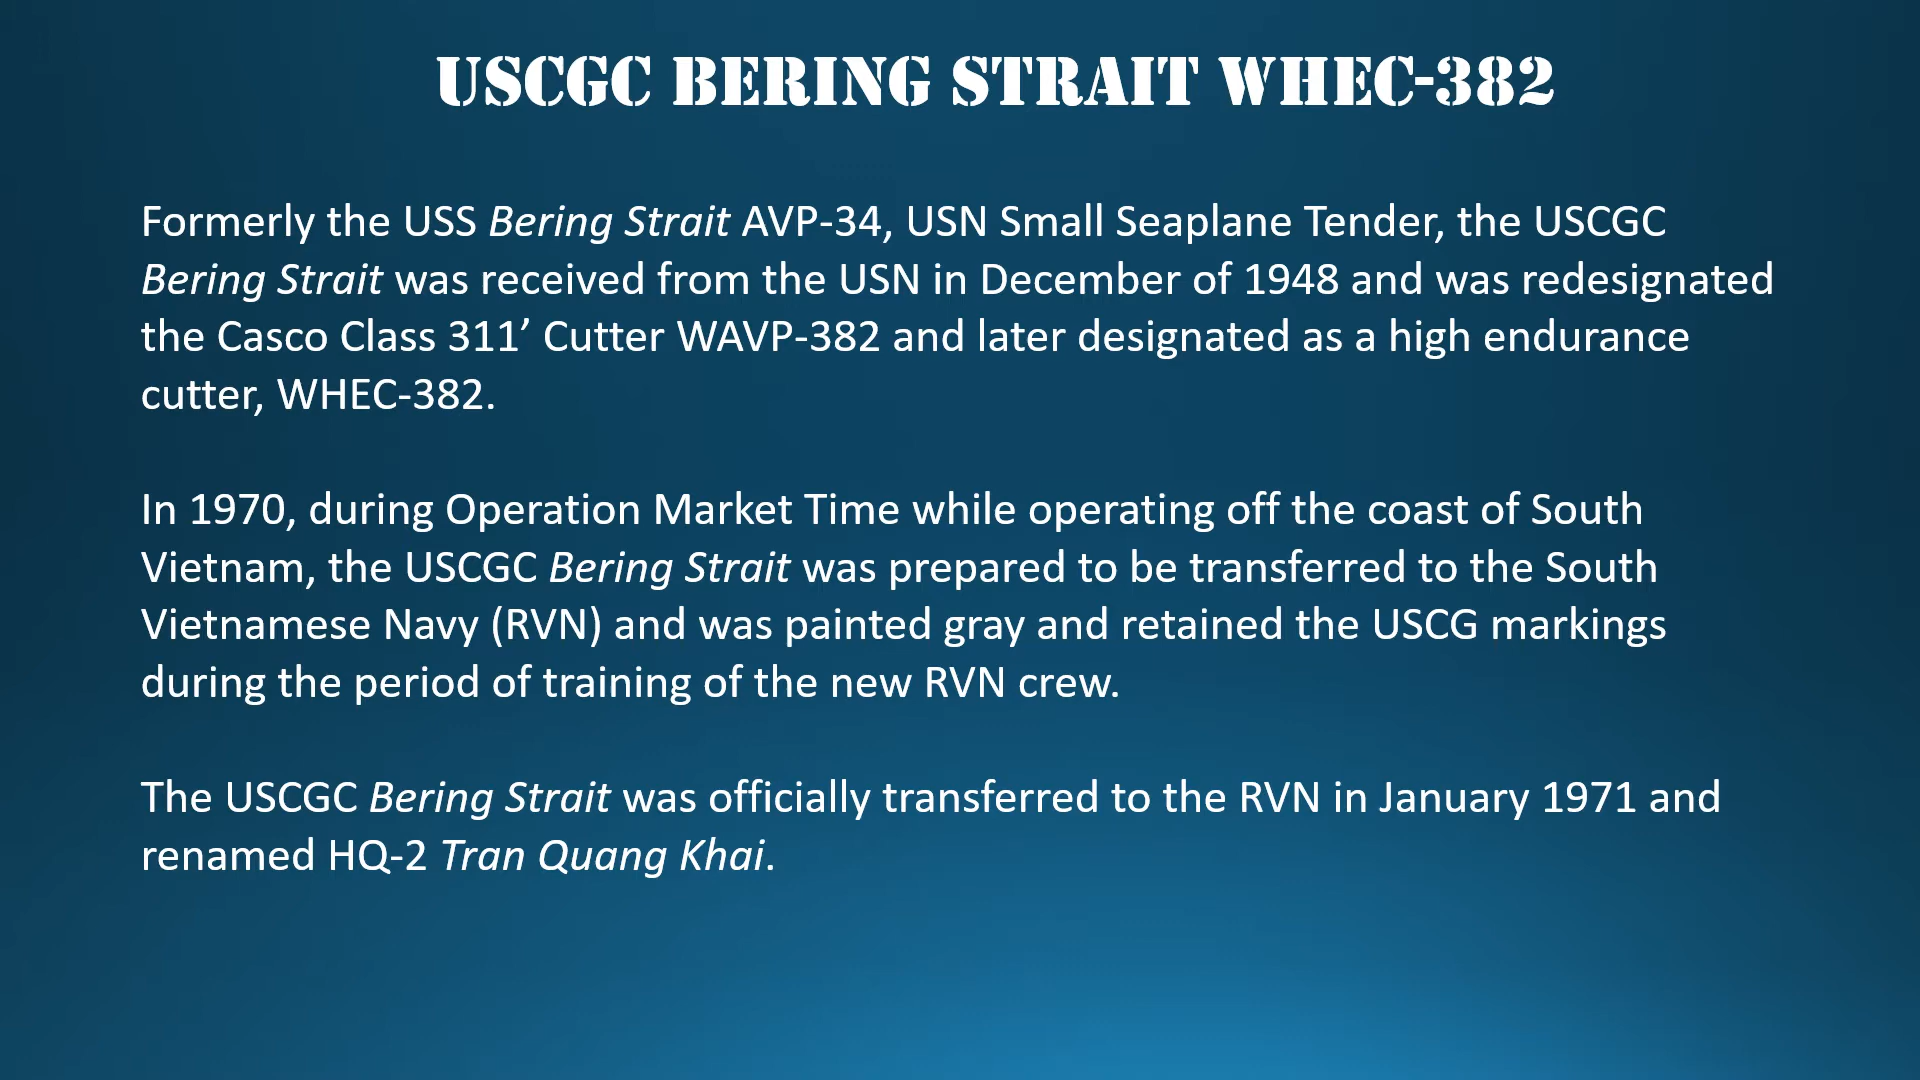 USCGC BERING STRAIT WHEC-382
Formerly the USS Bering Strait AVP-34, USN Small Seaplane Tender, the USCGC
Bering Strait was received from the USN in December of 1948 and was redesignated
the Casco Class 311’ Cutter WAVP-382 and later designated as a high endurance
cutter, WHEC-382.
In 1970, during Operation Market Time while operating off the coast of South
Vietnam, the USCGC Bering Strait was prepared to be transferred to the South
Vietnamese Navy (RVN) and was painted gray and retained the USCG markings
during the period of training of the new RVN crew.
The USCGC Bering Strait was officially transferred to the RVN in January 1971 and
renamed HQ-2 Tran Quang Khai.